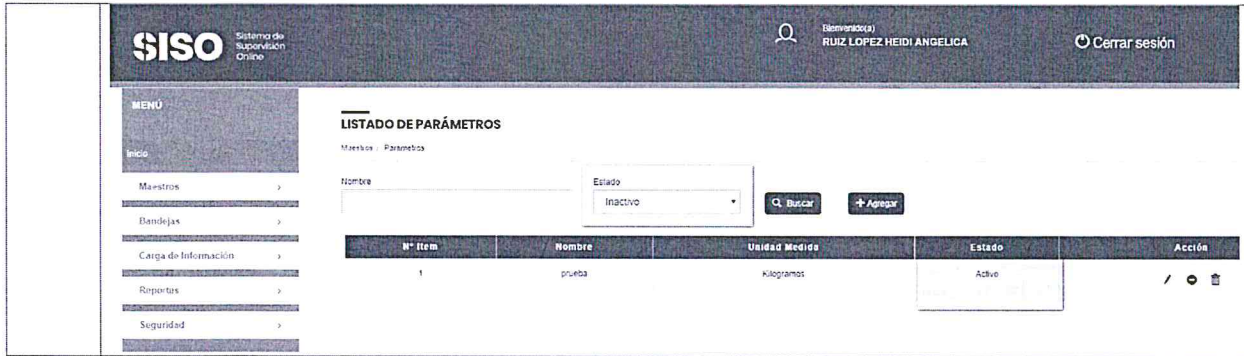 SISO
Sistema de
Supervisión
Online
Bienvenido(a)
RUIZ LOPEZ HEIDI ANGELICA
Cerrar sesión
MENÚ
Inicio
Maestros
Bandejas
Carga de Información
Reportes
Seguridad
LISTADO DE PARÁMETROS
Maestros / Parametros
Nombre
Estado
Inactivo
Buscar
+ Agregar
N° Item Nombre Unidad Medida Estado Acción
1 prueba Kilogramos Activo